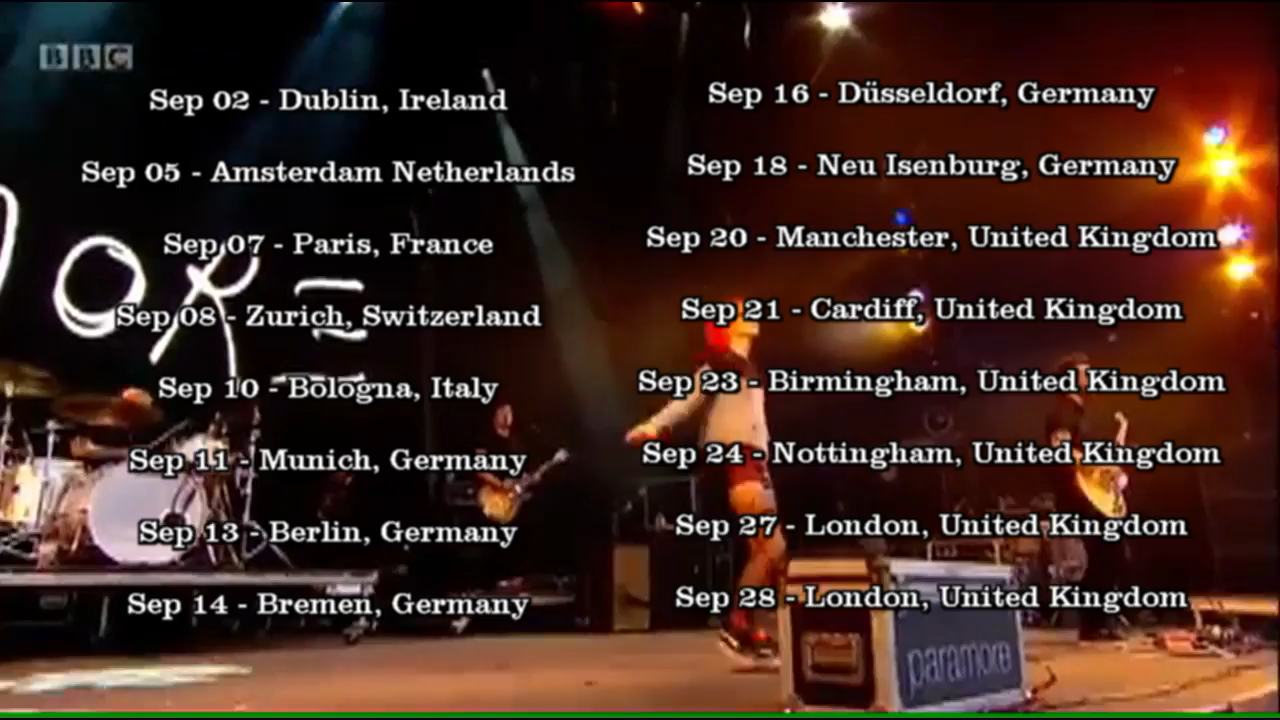 BBC
Sep 02 - Dublin, Ireland
Sep 05 - Amsterdam Netherlands
Sep 07 - Paris, France
Sep 08 - Zurich, Switzerland
Sep 10 - Bologna, Italy
Sep 11 - Munich, Germany
Sep 13 - Berlin, Germany
Sep 14 - Bremen, Germany
Sep 16 - Düsseldorf, Germany
Sep 18 - Neu Isenburg, Germany
Sep 20 - Manchester, United Kingdom
Sep 21 - Cardiff, United Kingdom
Sep 23 - Birmingham, United Kingdom
Sep 24 - Nottingham, United Kingdom
Sep 27 - London, United Kingdom
Sep 28 - London, United Kingdom
paramore